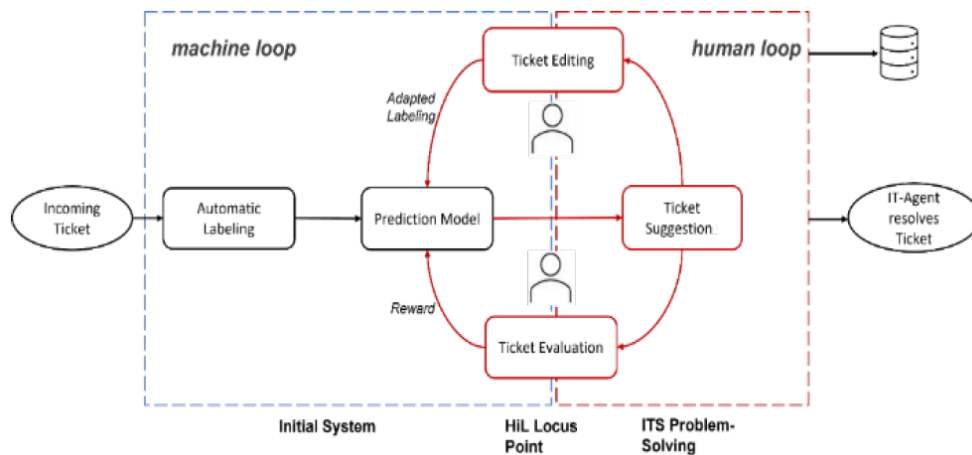 machine loop
human loop
Ticket Editing
Adapted
Labeling
Incoming
Ticket
Automatic
Labeling
Prediction Model
Ticket
Suggestion
IT-Agent
resolves
Ticket
Reward
Ticket Evaluation
Initial System
HiL Locus
Point
ITS Problem-
Solving